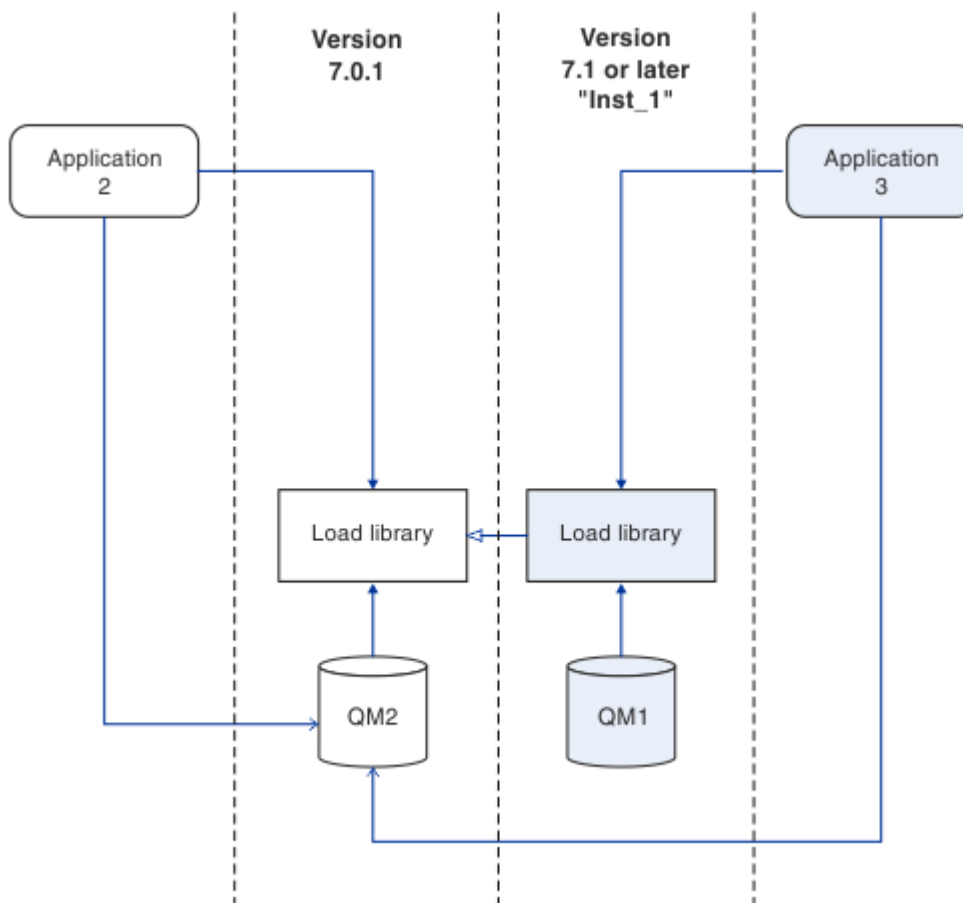 Version
7.0.1
Version
7.1 or later
"Inst_1"
Application
2
Application
3
Load library
Load library
QM2
QM1